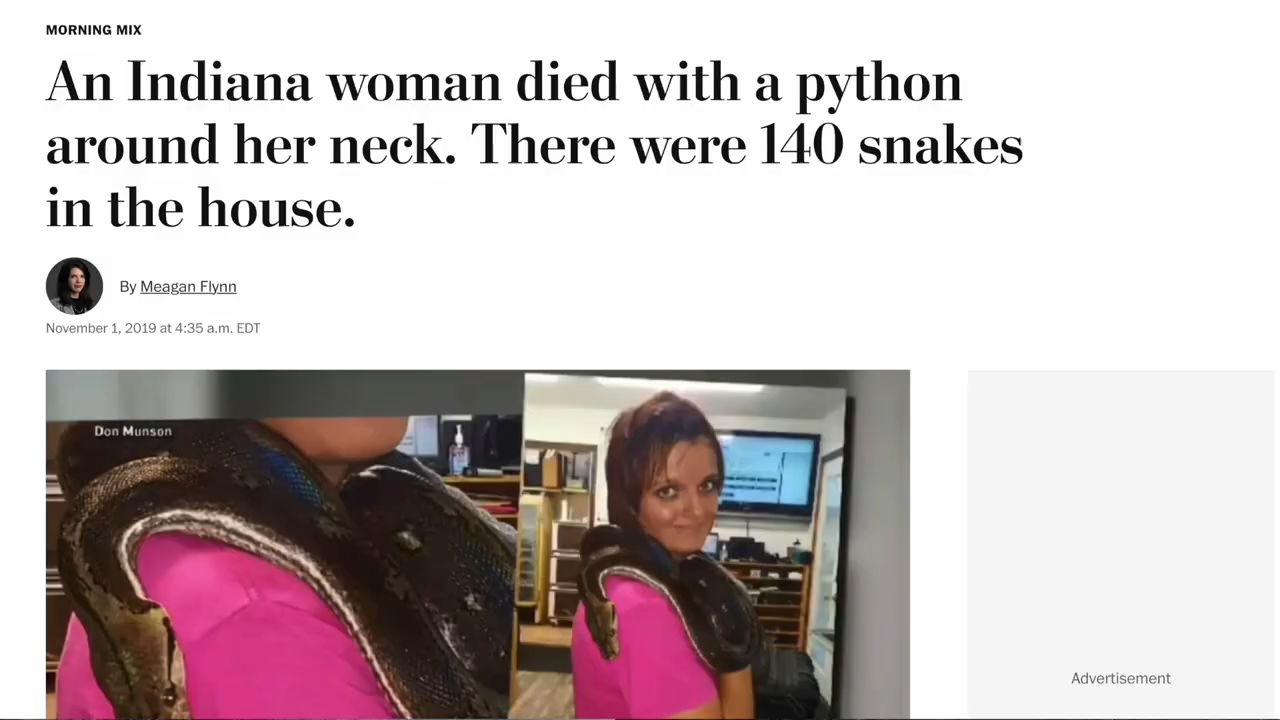 MORNING MIX
An Indiana woman died with a python
around her neck. There were 140 snakes
in the house.
By Meagan Flynn
November 1, 2019 at 4:35 a.m. EDT
Don Munson
Advertisement